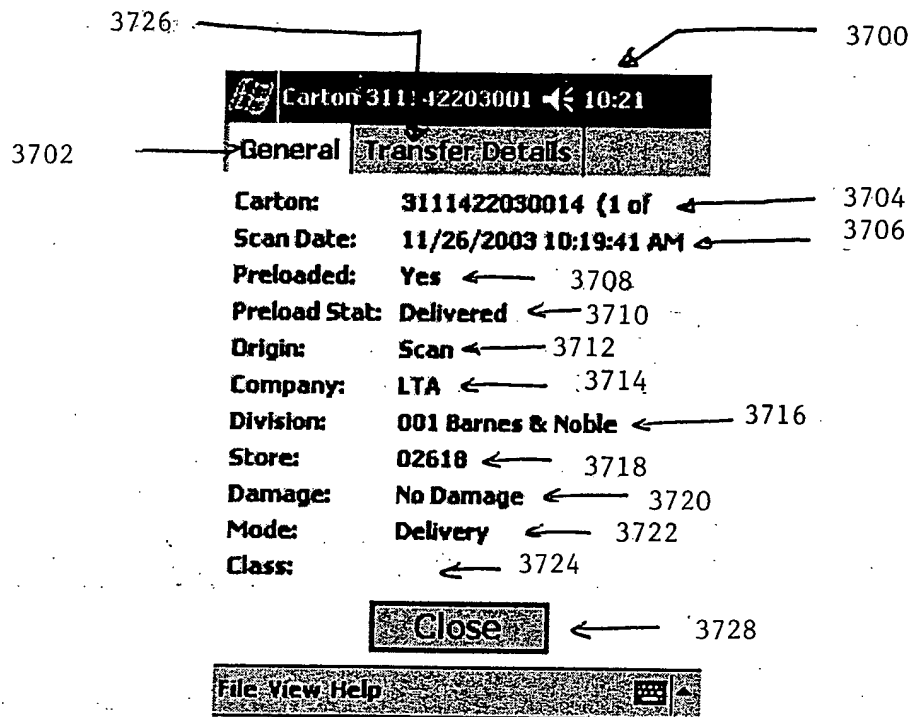 3726
3700
Carton 311142203001 10:21
3702 General Transfer Details
Carton: 3111422030014 (1 of 3704
Scan Date: 11/26/2003 10:19:41 AM 3706
Preloaded: Yes 3708
Preload Stat: Delivered 3710
Origin: Scan 3712
Company: LTA 3714
Division: 001 Barnes & Noble 3716
Store: 02618 3718
Damage: No Damage 3720
Mode: Delivery 3722
Class: 3724
Close 3728
File View Help